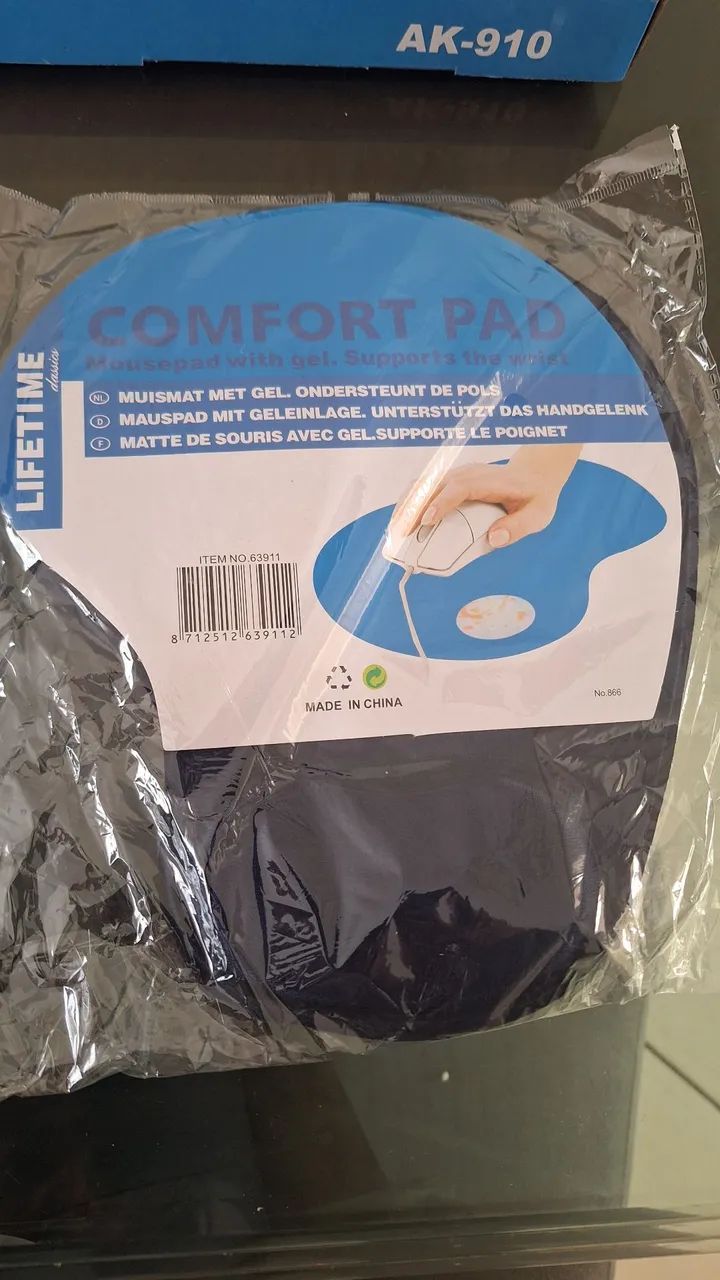 AK-910
COMFORT PAD
Mousepad with gel. Supports the wrist
LIFETIME
classics
NL MUISMAT MET GEL. ONDERSTEUNT DE POLS
D MAUSPAD MIT GELEINLAGE. UNTERSTÜTZT DAS HANDGELENK
F MATTE DE SOURIS AVEC GEL.SUPPORTE LE POIGNET
ITEM NO.63911
8 712512 639112
MADE IN CHINA
No.866